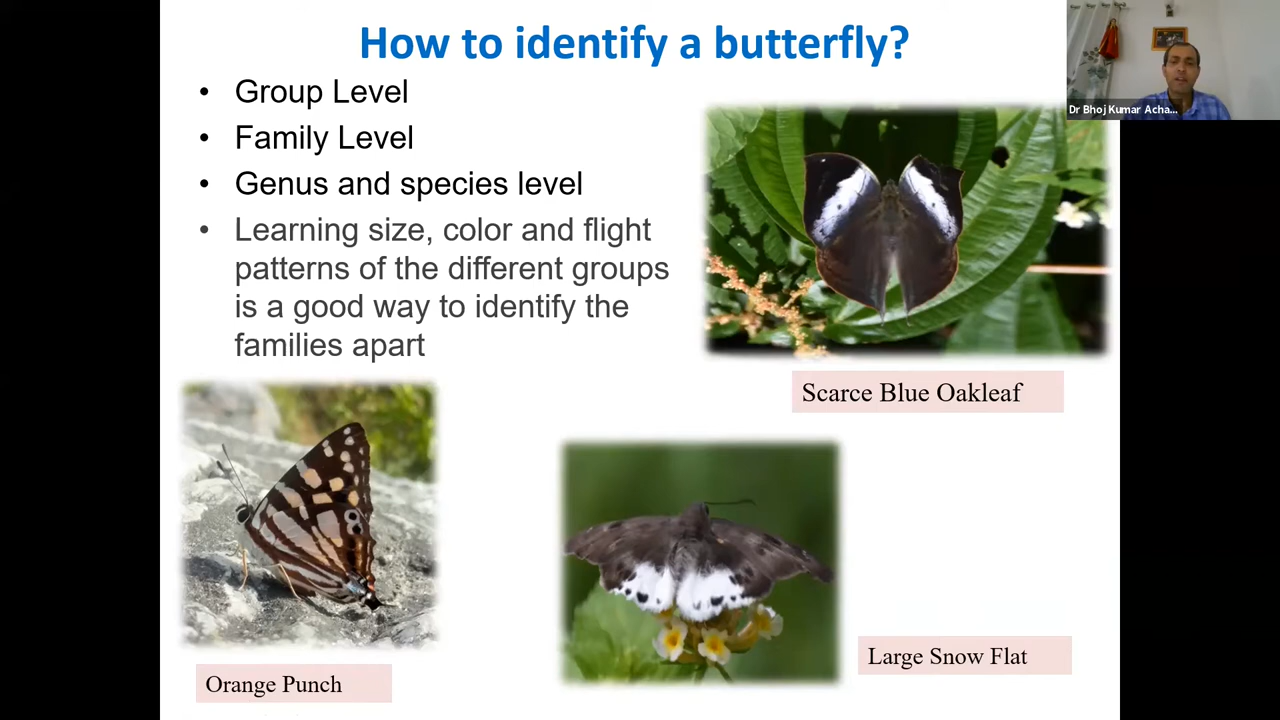 How to identify a butterfly?
• Group Level
• Family Level
• Genus and species level
• Learning size, color and flight
patterns of the different groups
is a good way to identify the
families apart
Dr Bhoj Kumar Acha...
Scarce Blue Oakleaf
Large Snow Flat
Orange Punch